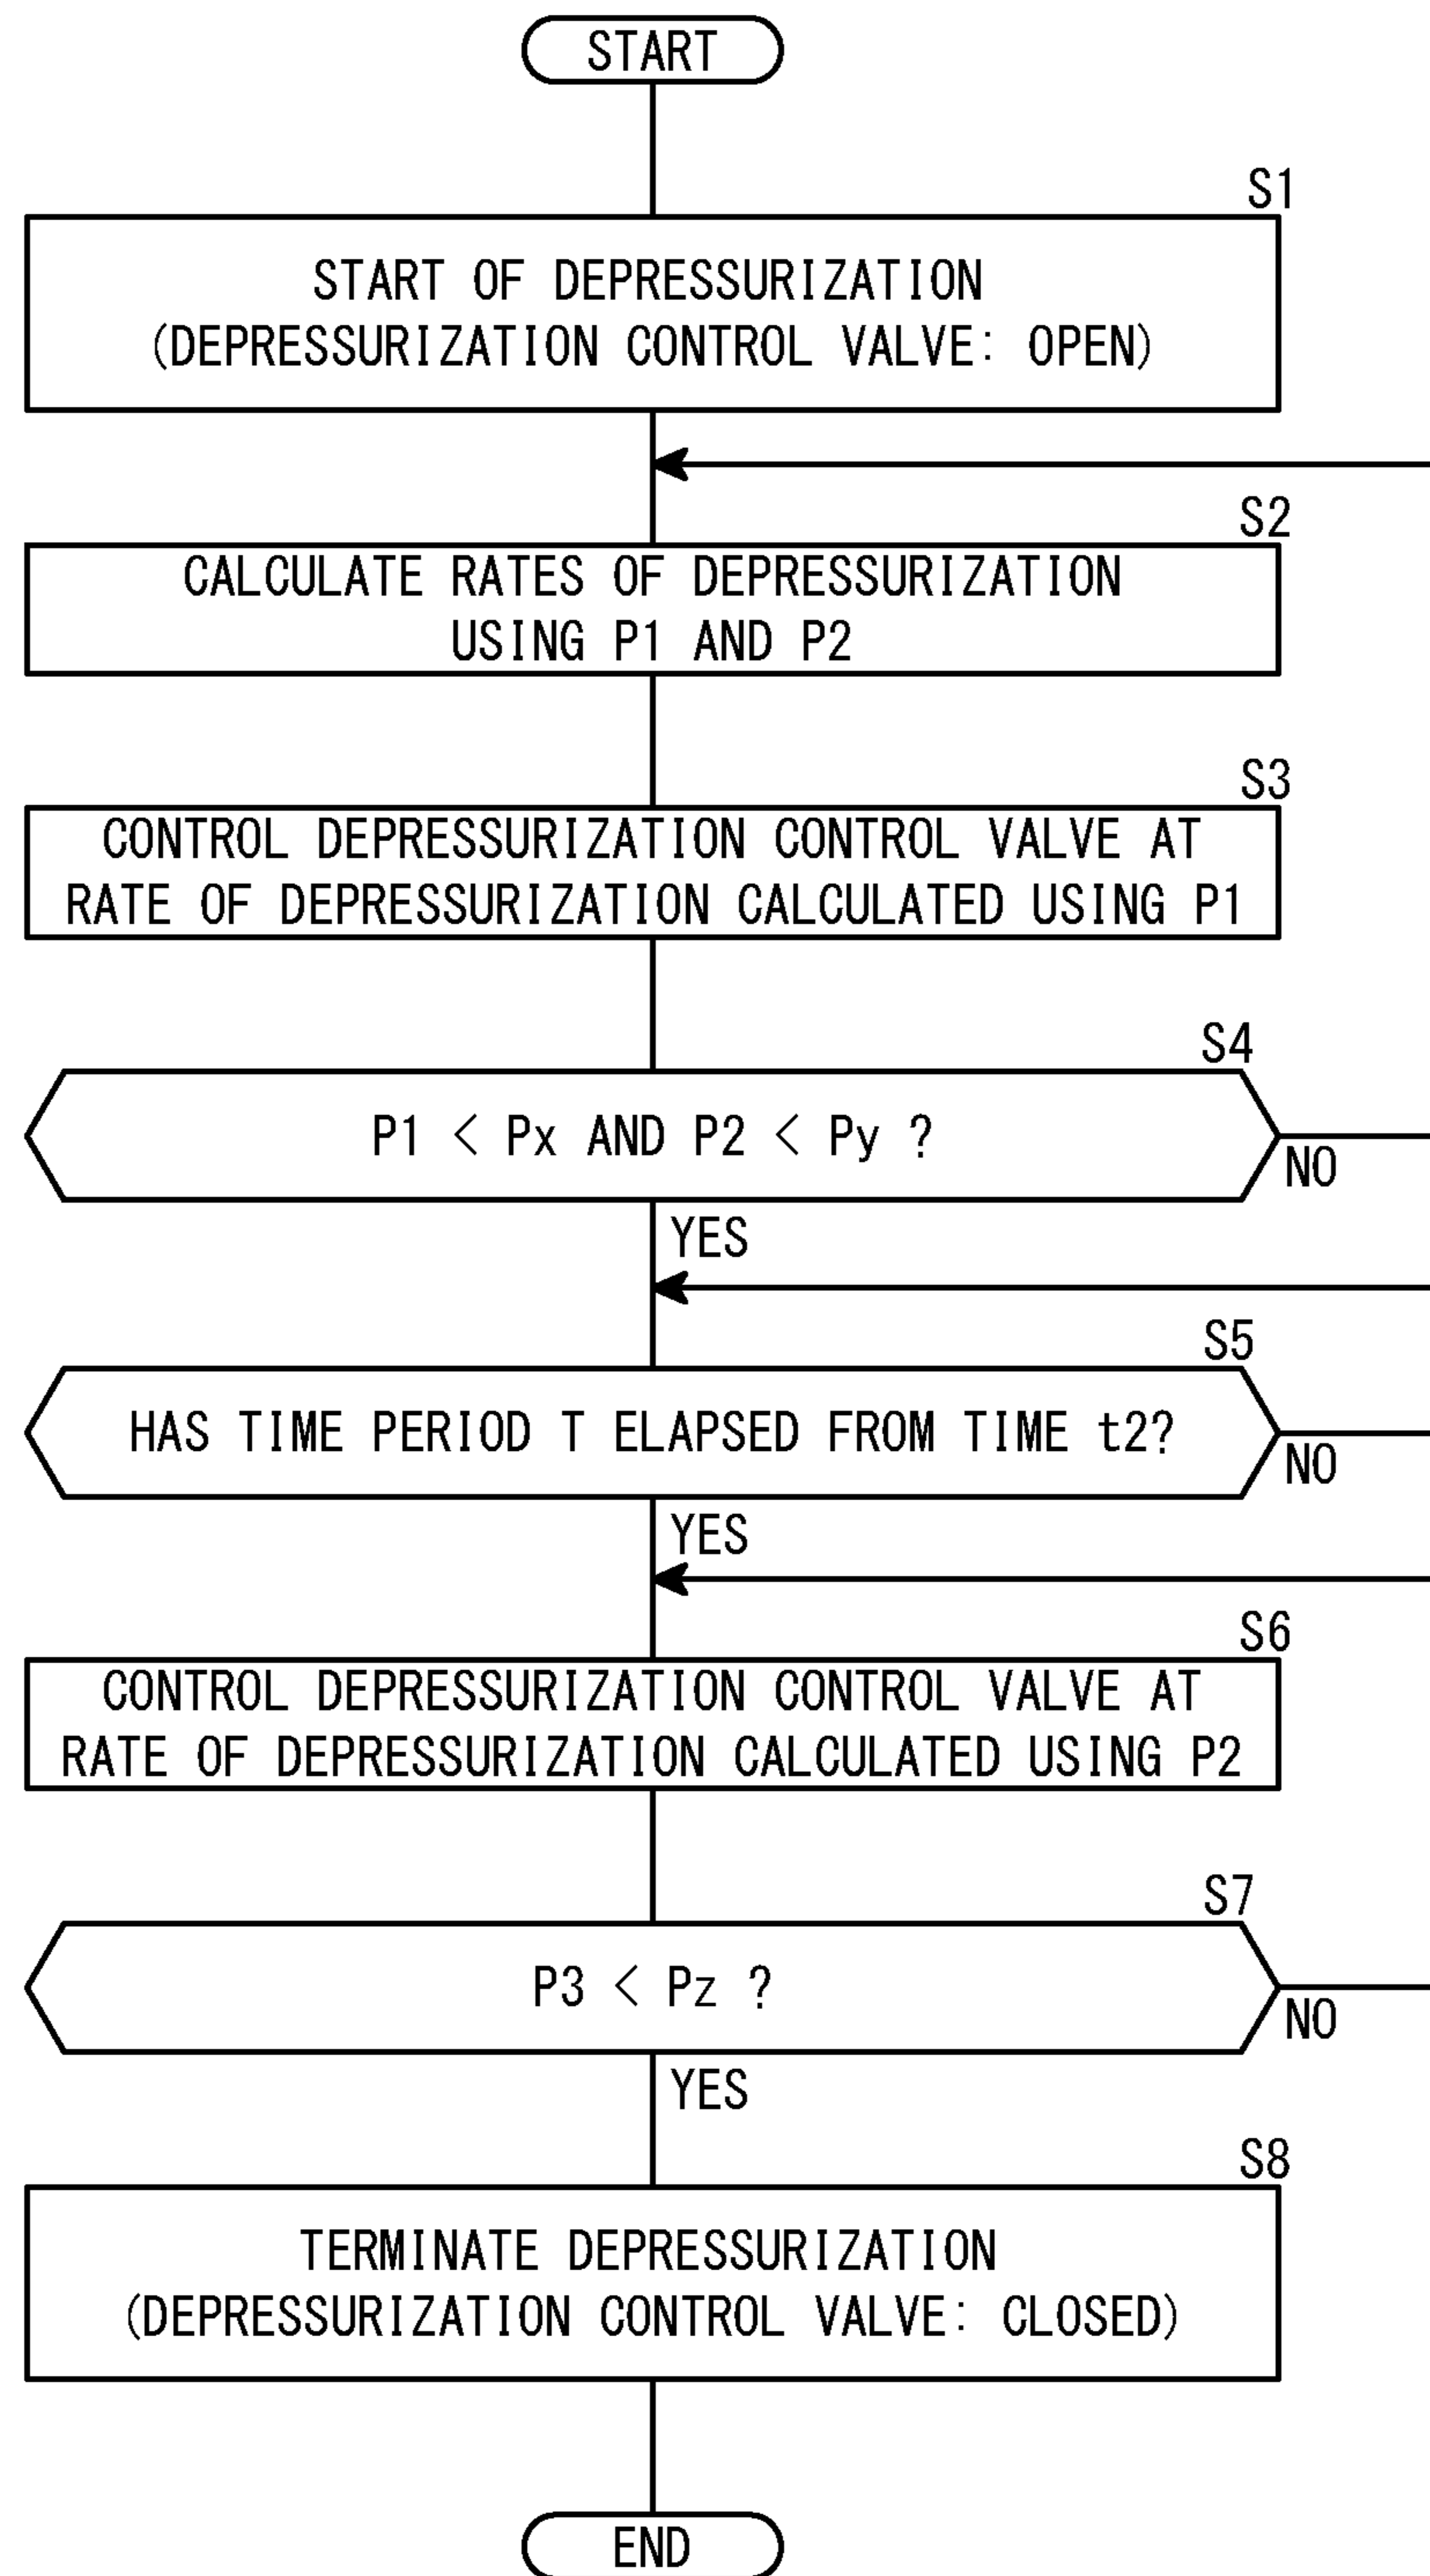 START
S1
START OF DEPRESSURIZATION
(DEPRESSURIZATION CONTROL VALVE: OPEN)
S2
CALCULATE RATES OF DEPRESSURIZATION
USING P1 AND P2
S3
CONTROL DEPRESSURIZATION CONTROL VALVE AT
RATE OF DEPRESSURIZATION CALCULATED USING P1
S4
P1 < Px AND P2 < Py ?
NO
YES
S5
HAS TIME PERIOD T ELAPSED FROM TIME t2?
NO
YES
S6
CONTROL DEPRESSURIZATION CONTROL VALVE AT
RATE OF DEPRESSURIZATION CALCULATED USING P2
S7
P3 < Pz ?
NO
YES
S8
TERMINATE DEPRESSURIZATION
(DEPRESSURIZATION CONTROL VALVE: CLOSED)
END